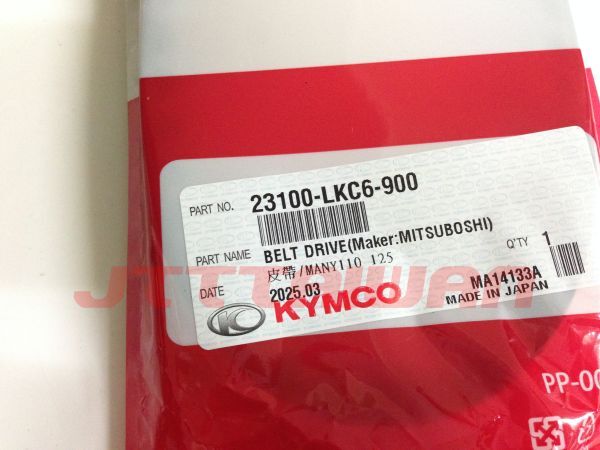 PART NO. 23100-LKC6-900
PART NAME BELT DRIVE(Maker:MITSUBOSHI) Q'TY 1
皮帶/MANY110 125
DATE 2025.03 MA14133A
KYMCO MADE IN JAPAN
JTTTAIWAN
PP-OC